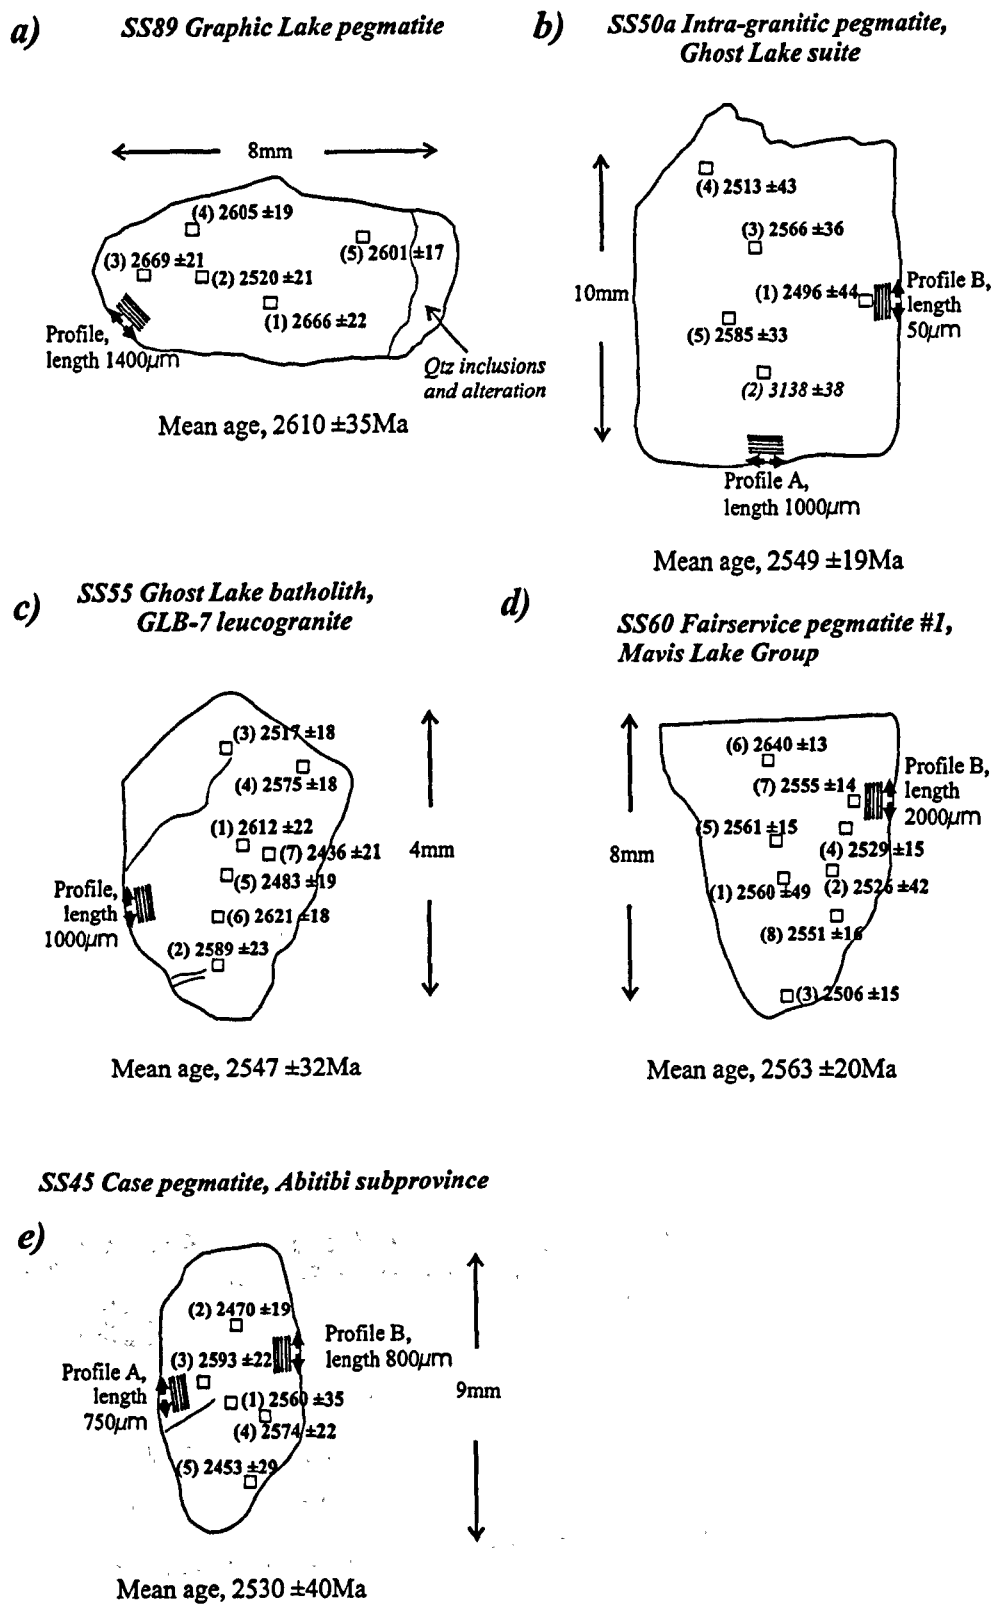 a)
SS89 Graphic Lake pegmatite
8mm
(4) 2605 ±19
(5) 2601 ±17
(3) 2669 ±21
(2) 2520 ±21
(1) 2666 ±22
Profile,
length 1400µm
Qtz inclusions
and alteration
Mean age, 2610 ±35Ma
b)
SS50a Intra-granitic pegmatite,
Ghost Lake suite
10mm
(4) 2513 ±43
(3) 2566 ±36
(1) 2496 ±44
(5) 2585 ±33
(2) 3138 ±38
Profile B,
length
50µm
Profile A,
length 1000µm
Mean age, 2549 ±19Ma
c)
SS55 Ghost Lake batholith,
GLB-7 leucogranite
(3) 2517 ±18
(4) 2575 ±18
(1) 2612 ±22
(7) 2436 ±21
(5) 2483 ±19
(6) 2621 ±18
(2) 2589 ±23
4mm
Profile,
length
1000µm
Mean age, 2547 ±32Ma
d)
SS60 Fairservice pegmatite #1,
Mavis Lake Group
(6) 2640 ±13
(7) 2555 ±14
(5) 2561 ±15
(4) 2529 ±15
(1) 2560 ±49
(2) 2526 ±42
(8) 2551 ±16
(3) 2506 ±15
8mm
Profile B,
length
2000µm
Mean age, 2563 ±20Ma
SS45 Case pegmatite, Abitibi subprovince
e)
(2) 2470 ±19
(3) 2593 ±22
(1) 2560 ±35
(4) 2574 ±22
(5) 2453 ±29
Profile B,
length 800µm
Profile A,
length
750µm
9mm
Mean age, 2530 ±40Ma